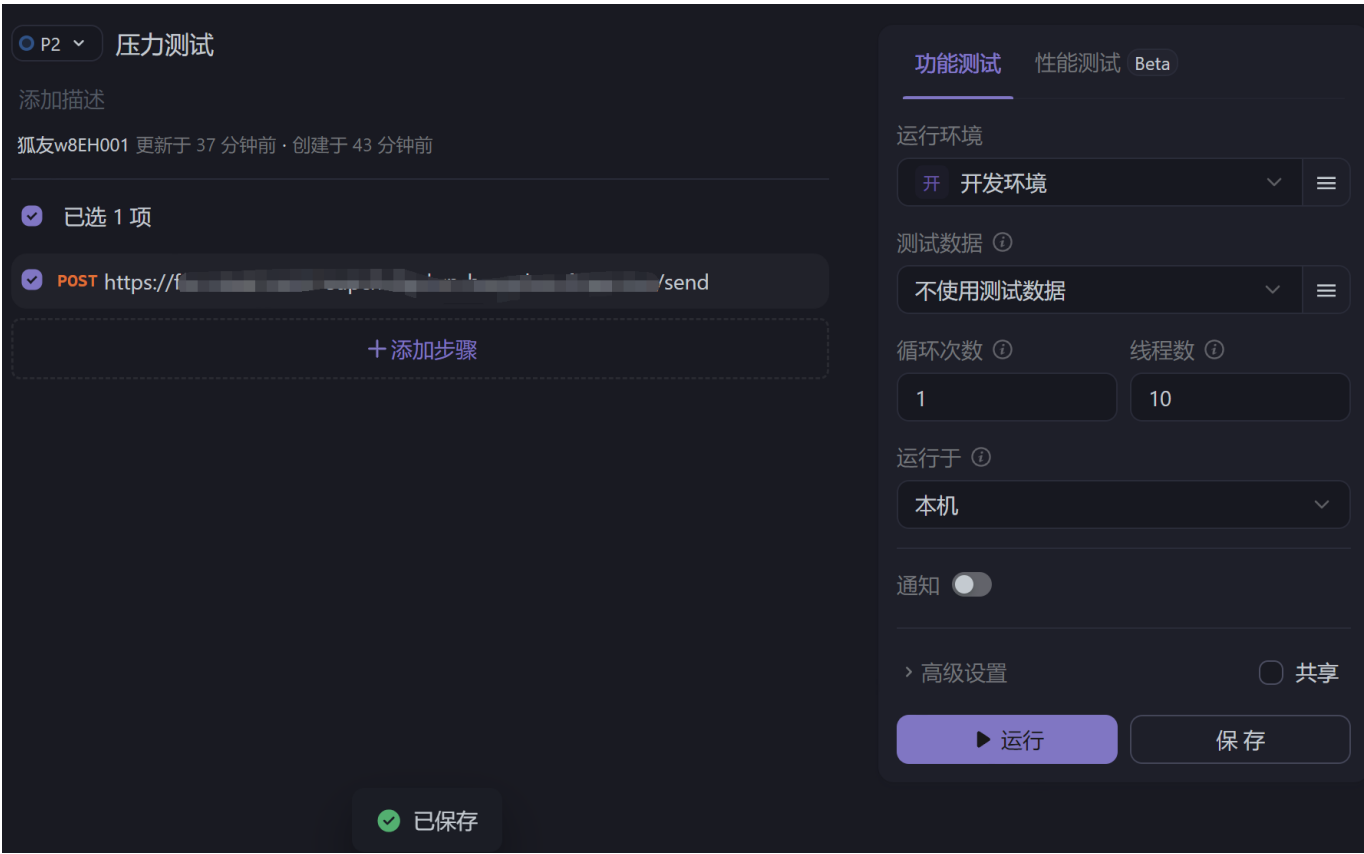 P2 压力测试
添加描述
狐友w8EH001 更新于 37 分钟前 · 创建于 43 分钟前
已选 1 项
POST https://f /send
添加步骤
功能测试 性能测试 Beta
运行环境
开 开发环境
测试数据
不使用测试数据
循环次数 线程数
1 10
运行于
本机
通知
高级设置 共享
运行 保存
已保存